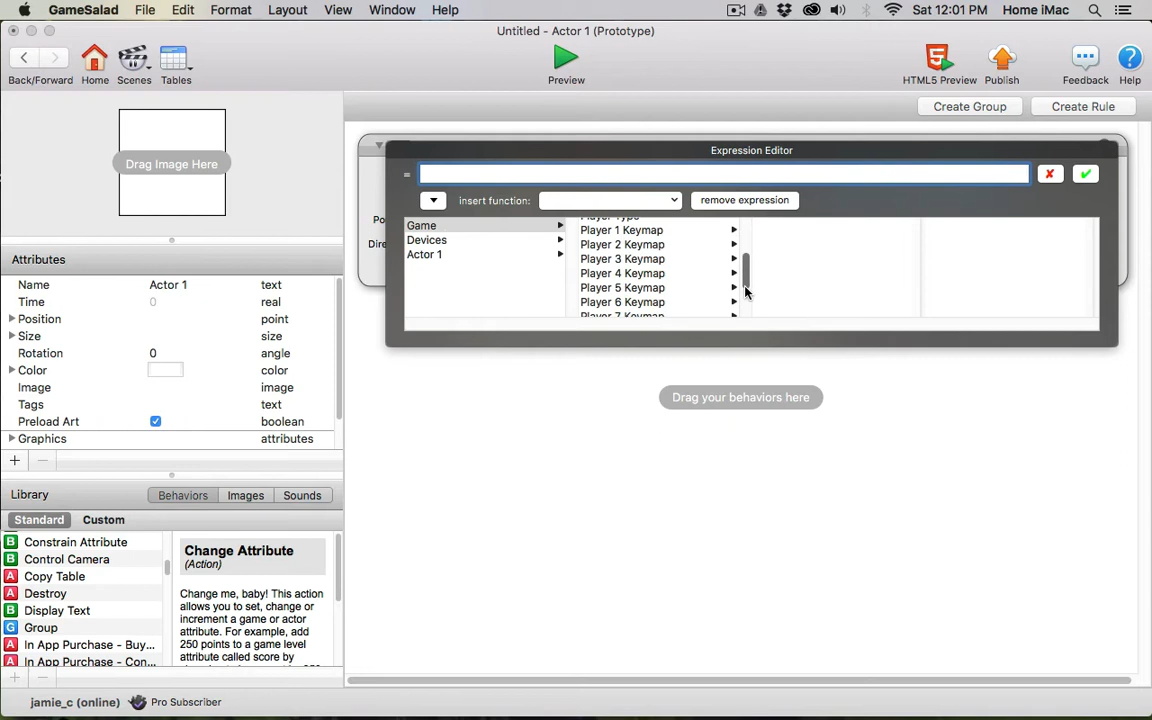 GameSalad File Edit Format Layout View Window Help Sat 12:01 PM Home iMac
Untitled - Actor 1 (Prototype)
Back/Forward Home Scenes Tables Preview HTML5 Preview Publish Feedback Help
Create Group Create Rule
Drag Image Here
Expression Editor
=
insert function: remove expression
Po
Dire
Game
Devices
Actor 1
Player Type
Player 1 Keymap
Player 2 Keymap
Player 3 Keymap
Player 4 Keymap
Player 5 Keymap
Player 6 Keymap
Player 7 Keymap
Attributes
Name Actor 1 text
Time 0 real
Position point
Size size
Rotation 0 angle
Color color
Image image
Tags text
Preload Art boolean
Graphics attributes
Drag your behaviors here
Library Behaviors Images Sounds
Standard Custom
B Constrain Attribute
B Control Camera
A Copy Table
A Destroy
B Display Text
G Group
A In App Purchase - Buy...
A In App Purchase - Con...
Change Attribute
(Action)
Change me, baby! This action
allows you to set, change or
increment a game or actor
attribute. For example, add
250 points to a game level
attribute called score by
jamie_c (online) Pro Subscriber